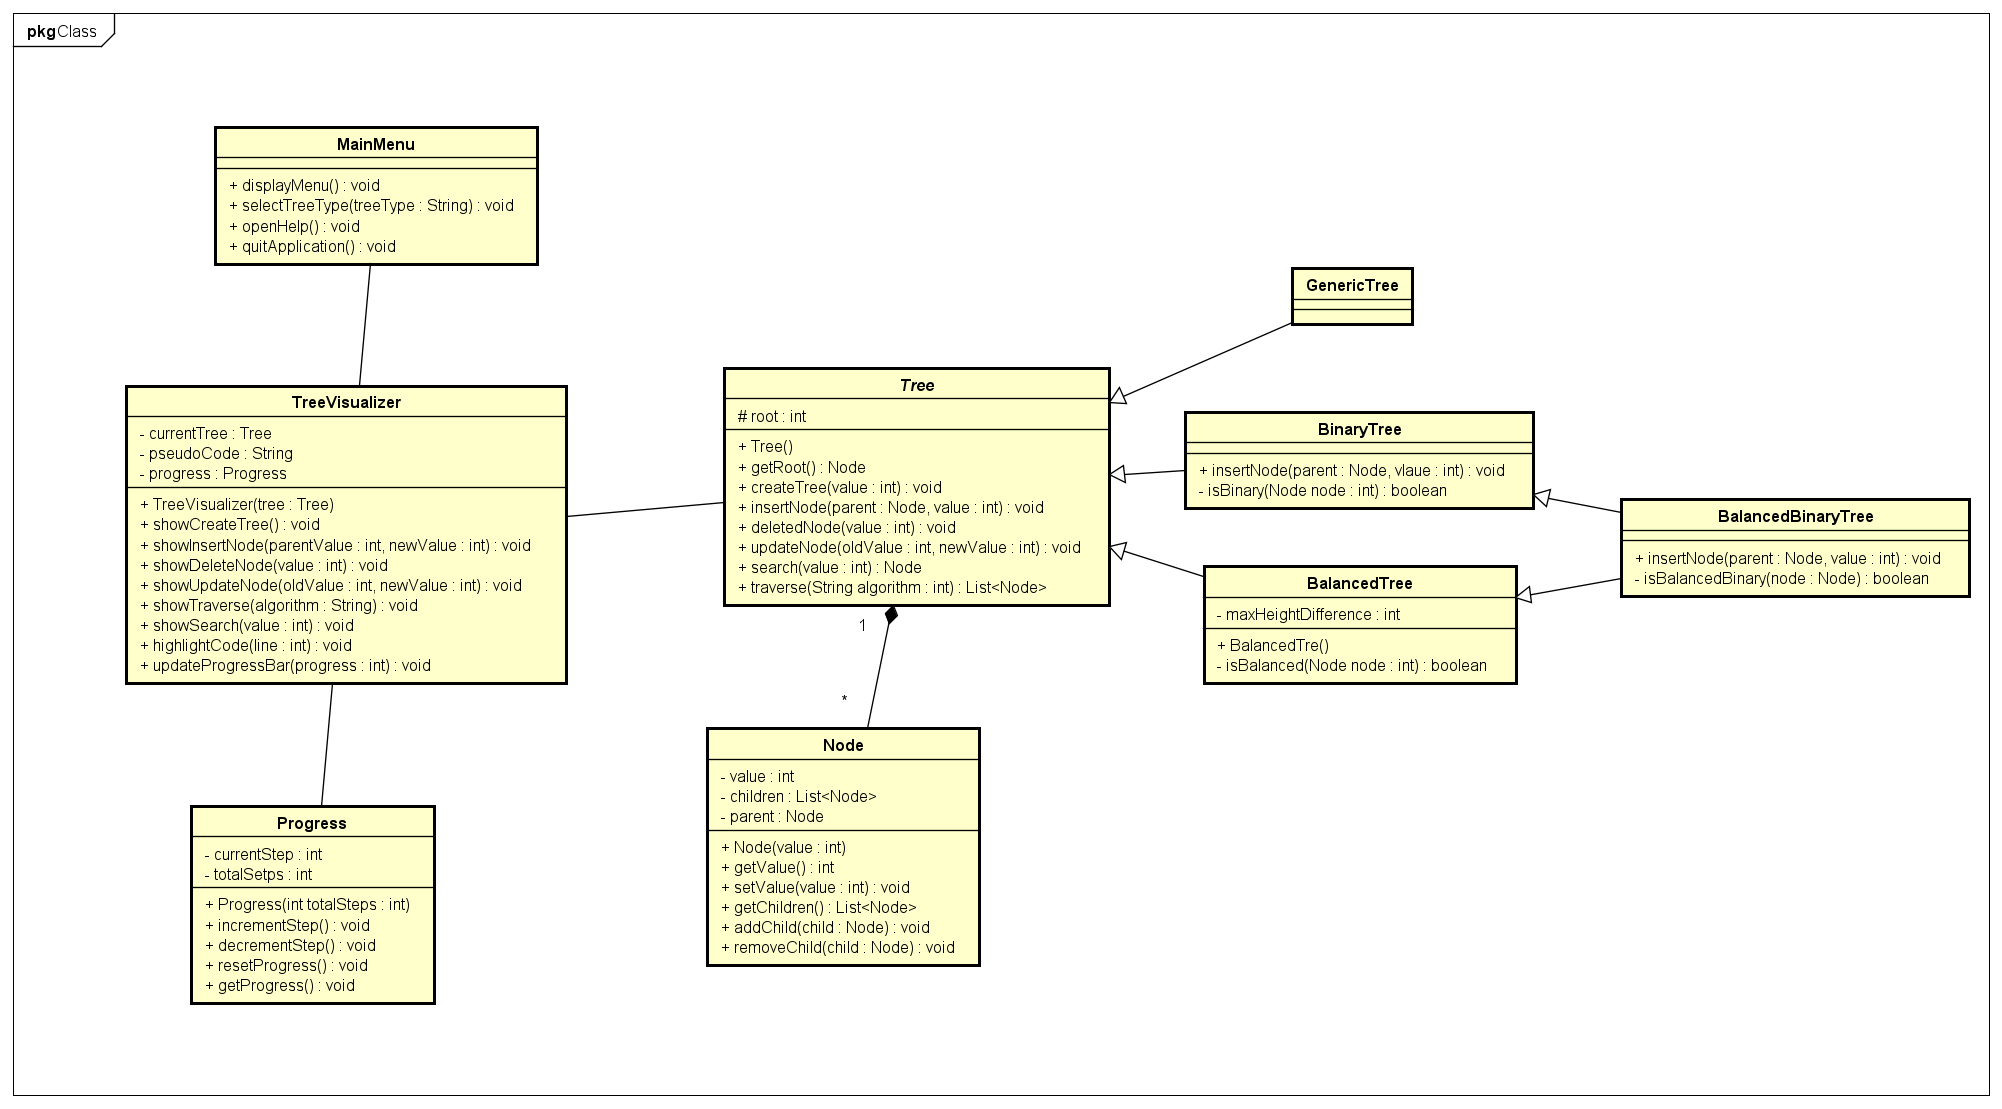 pkg Class
MainMenu
+ displayMenu() : void
+ selectTreeType(treeType : String) : void
+ openHelp() : void
+ quitApplication() : void
TreeVisualizer
- currentTree : Tree
- pseudoCode : String
- progress : Progress
+ TreeVisualizer(tree : Tree)
+ showCreateTree() : void
+ showInsertNode(parentValue : int, newValue : int) : void
+ showDeleteNode(value : int) : void
+ showUpdateNode(oldValue : int, newValue : int) : void
+ showTraverse(algorithm : String) : void
+ showSearch(value : int) : void
+ highlightCode(line : int) : void
+ updateProgressBar(progress : int) : void
Progress
- currentStep : int
- totalSetps : int
+ Progress(int totalSteps : int)
+ incrementStep() : void
+ decrementStep() : void
+ resetProgress() : void
+ getProgress() : void
Tree
# root : int
+ Tree()
+ getRoot() : Node
+ createTree(value : int) : void
+ insertNode(parent : Node, value : int) : void
+ deletedNode(value : int) : void
+ updateNode(oldValue : int, newValue : int) : void
+ search(value : int) : Node
+ traverse(String algorithm : int) : List<Node>
1
*
Node
- value : int
- children : List<Node>
- parent : Node
+ Node(value : int)
+ getValue() : int
+ setValue(value : int) : void
+ getChildren() : List<Node>
+ addChild(child : Node) : void
+ removeChild(child : Node) : void
GenericTree
BinaryTree
+ insertNode(parent : Node, vlaue : int) : void
- isBinary(Node node : int) : boolean
BalancedTree
- maxHeightDifference : int
+ BalancedTre()
- isBalanced(Node node : int) : boolean
BalancedBinaryTree
+ insertNode(parent : Node, value : int) : void
- isBalancedBinary(node : Node) : boolean